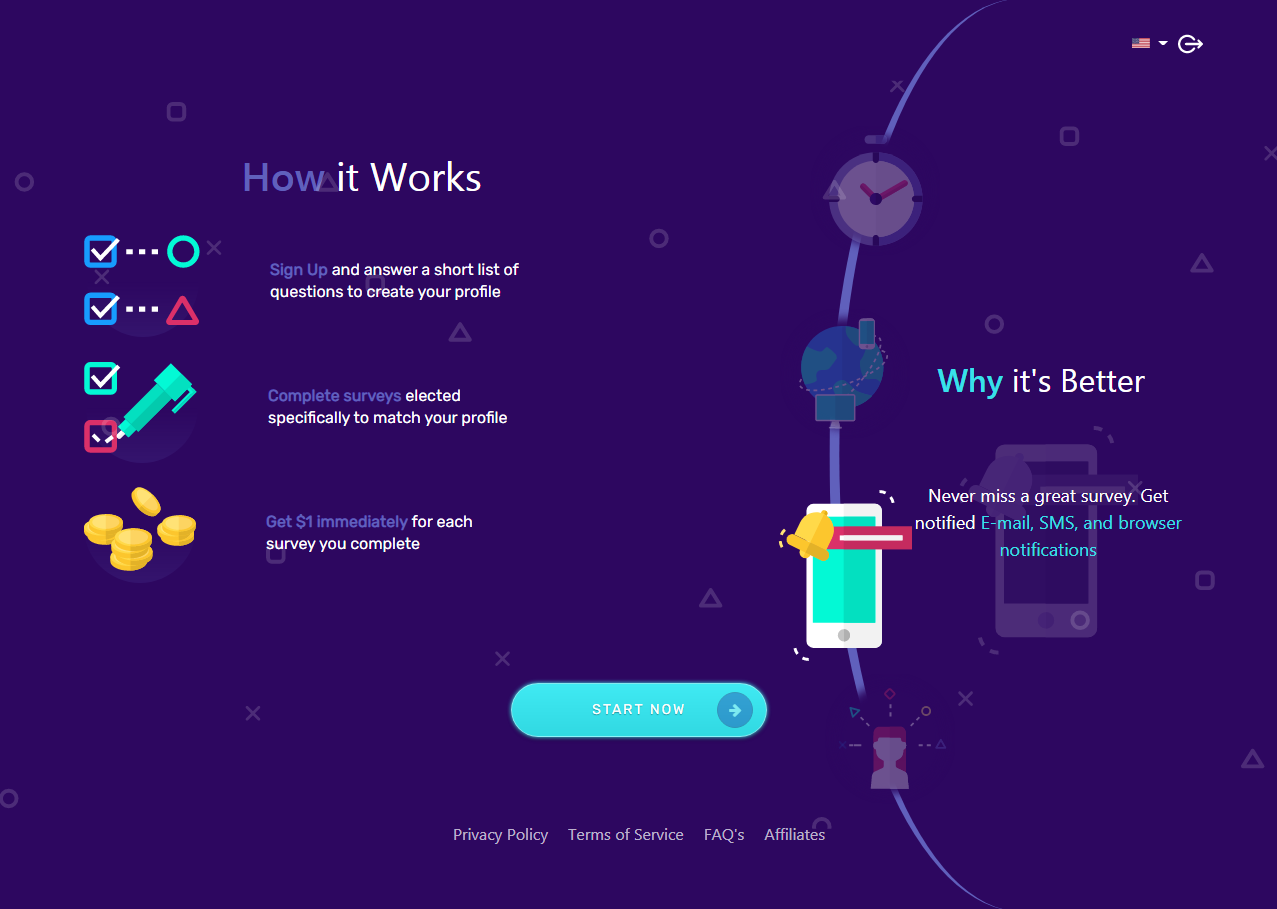 How it Works
Sign Up and answer a short list of
questions to create your profile
Complete surveys elected
specifically to match your profile
Get $1 immediately for each
survey you complete
Why it's Better
Never miss a great survey. Get
notified E-mail, SMS, and browser
notifications
START NOW
Privacy Policy Terms of Service FAQ's Affiliates